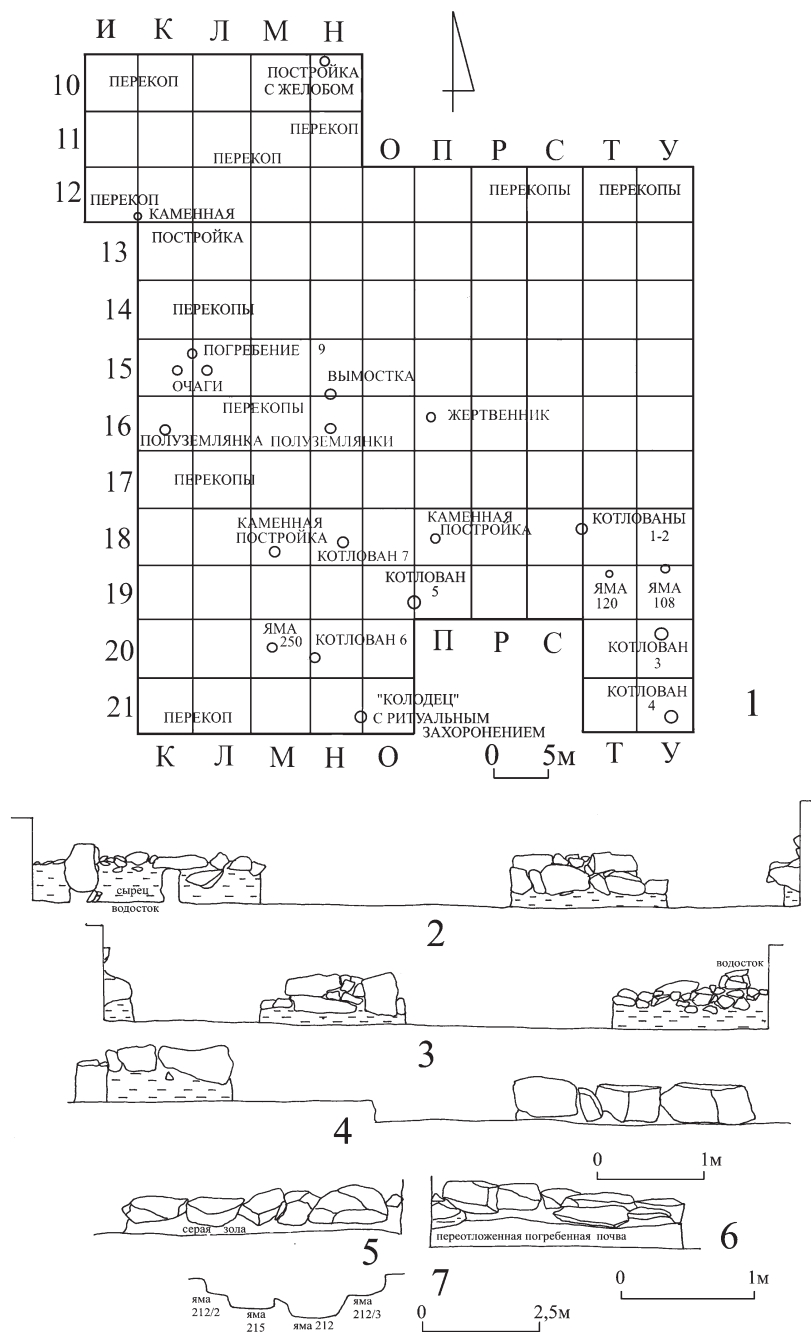 И К Л М Н
10 ПЕРЕКОП ПОСТРОЙКА
С ЖЕЛОБОМ
11 ПЕРЕКОП
ПЕРЕКОП
О П Р С Т У
12 ПЕРЕКОП ПЕРЕКОПЫ ПЕРЕКОПЫ
КАМЕННАЯ
13 ПОСТРОЙКА
14 ПЕРЕКОПЫ
15 ПОГРЕБЕНИЕ 9
ОЧАГИ ВЫМОСТКА
16 ПЕРЕКОПЫ ЖЕРТВЕННИК
ПОЛУЗЕМЛЯНКА ПОЛУЗЕМЛЯНКИ
17 ПЕРЕКОПЫ
18 КАМЕННАЯ
ПОСТРОЙКА
КОТЛОВАН 7
КАМЕННАЯ
ПОСТРОЙКА
КОТЛОВАНЫ
1-2
19 КОТЛОВАН
5
ЯМА
120
ЯМА
108
20 ЯМА
250
КОТЛОВАН 6
П Р С
КОТЛОВАН
3
21 ПЕРЕКОП
"КОЛОДЕЦ"
С РИТУАЛЬНЫМ
ЗАХОРОНЕНИЕМ
КОТЛОВАН
4
1
К Л М Н О
0 5м
Т У
сырец
водосток
2
водосток
3
4
0 1м
серая зола
5
переотложенная погребенная почва
6
7
яма
212/2
яма
215
яма 212
яма
212/3
0 2,5м
0 1м